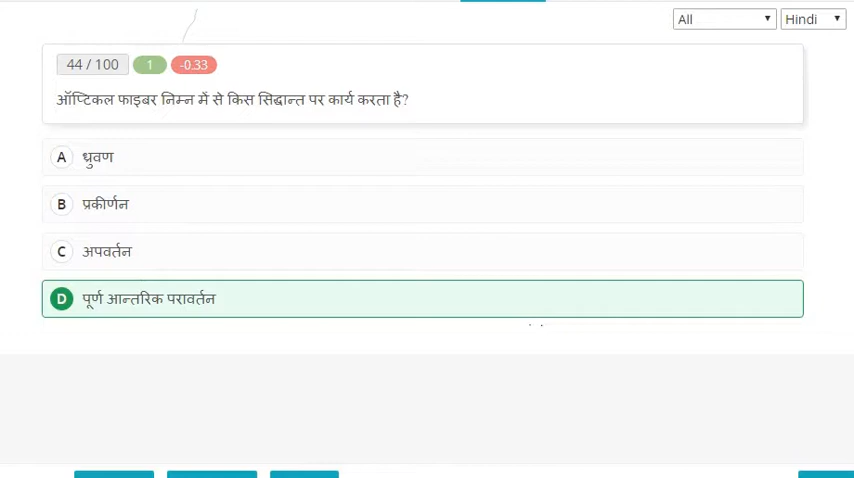 All
Hindi
44 / 100 1 -0.33
ऑप्टिकल फाइबर निम्न में से किस सिद्धान्त पर कार्य करता है?
A ध्रुवण
B प्रकीर्णन
C अपवर्तन
D पूर्ण आन्तरिक परावर्तन